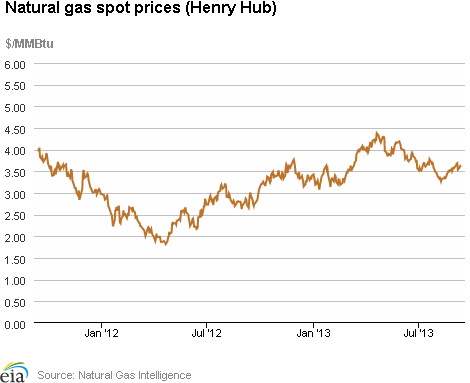 Natural gas spot prices (Henry Hub)
$/MMBtu
6.00
5.50
5.00
4.50
4.00
3.50
3.00
2.50
2.00
1.50
1.00
0.50
0.00
Jan '12
Jul '12
Jan '13
Jul '13
eia
Source: Natural Gas Intelligence